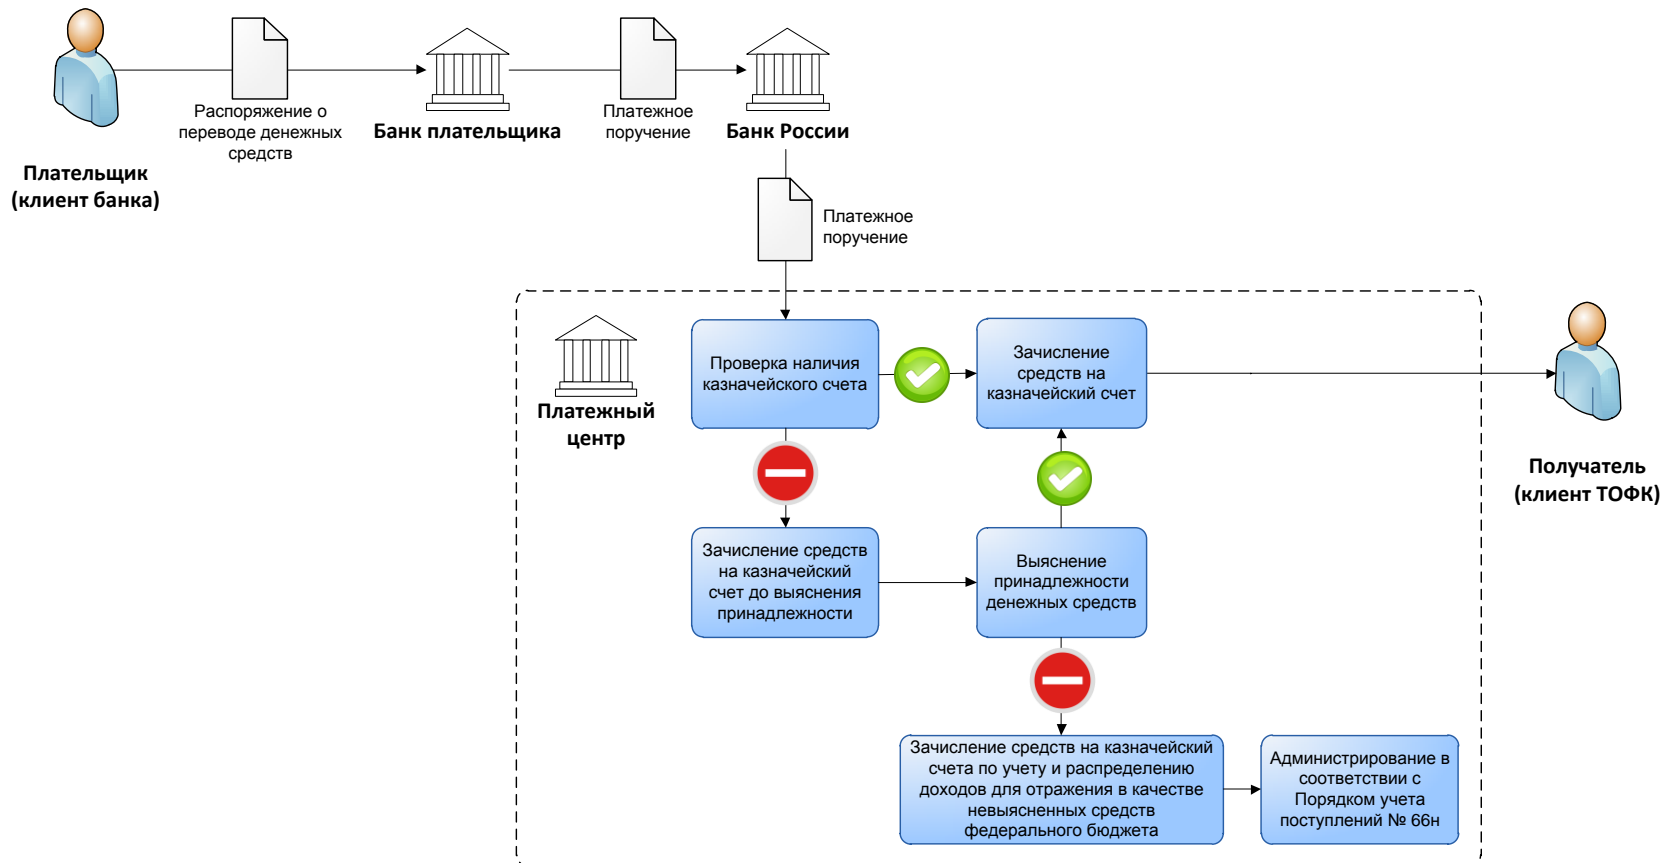 Распоряжение о
переводе денежных
средств
Банк плательщика
Платежное
поручение
Банк России
Плательщик
(клиент банка)
Платежное
поручение
Платежный
центр
Проверка наличия
казначейского счета
Зачисление
средств на
казначейский счет
Получатель
(клиент ТОФК)
Зачисление средств
на казначейский
счет до выяснения
принадлежности
Выяснение
принадлежности
денежных средств
Зачисление средств на казначейский
счета по учету и распределению
доходов для отражения в качестве
невыясненных средств
федерального бюджета
Администрирование в
соответствии с
Порядком учета
поступлений № 66н